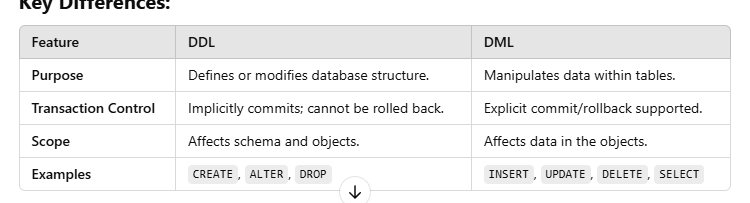 Key Differences:
Feature DDL DML
Purpose Defines or modifies database structure. Manipulates data within tables.
Transaction Control Implicitly commits; cannot be rolled back. Explicit commit/rollback supported.
Scope Affects schema and objects. Affects data in the objects.
Examples CREATE, ALTER, DROP INSERT, UPDATE, DELETE, SELECT